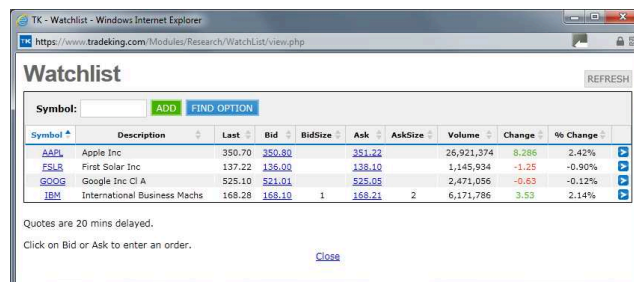 TK - Watchlist - Windows Internet Explorer
TK https://www.tradeking.com/Modules/Research/WatchList/view.php
Watchlist
REFRESH
Symbol: ADD FIND OPTION
Symbol Description Last Bid BidSize Ask AskSize Volume Change % Change
AAPL Apple Inc 350.70 350.80 351.22 26,921,374 8.286 2.42%
FSLR First Solar Inc 137.22 136.00 138.10 1,145,934 -1.25 -0.90%
GOOG Google Inc Cl A 525.10 521.01 525.05 2,471,056 -0.63 -0.12%
IBM International Business Machs 168.28 168.10 1 168.21 2 6,171,786 3.53 2.14%
Quotes are 20 mins delayed.
Click on Bid or Ask to enter an order.
Close